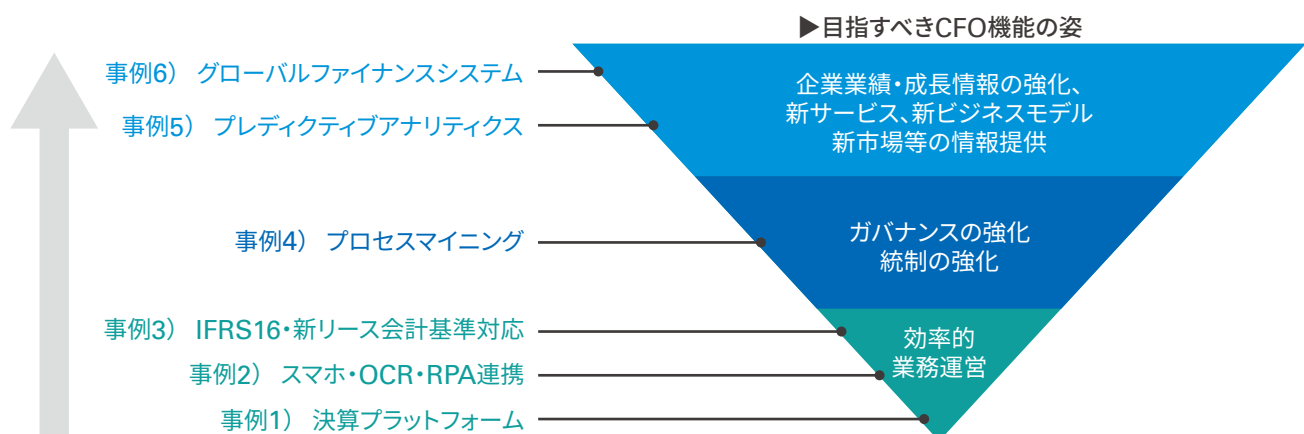 ▶目指すべきCFO機能の姿
事例6） グローバルファイナンスシステム
事例5） プレディクティブアナリティクス
企業業績・成長情報の強化、
新サービス、新ビジネスモデル
新市場等の情報提供
事例4） プロセスマイニング
ガバナンスの強化
統制の強化
事例3） IFRS16・新リース会計基準対応
事例2） スマホ・OCR・RPA連携
事例1） 決算プラットフォーム
効率的
業務運営